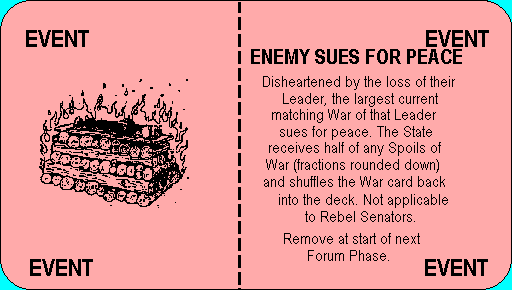 EVENT
EVENT
ENEMY SUES FOR PEACE
Disheartened by the loss of their
Leader, the largest current
matching War of that Leader
sues for peace. The State
receives half of any Spoils of
War (fractions rounded down)
and shuffles the War card back
into the deck. Not applicable
to Rebel Senators.
Remove at start of next
Forum Phase.
EVENT
EVENT